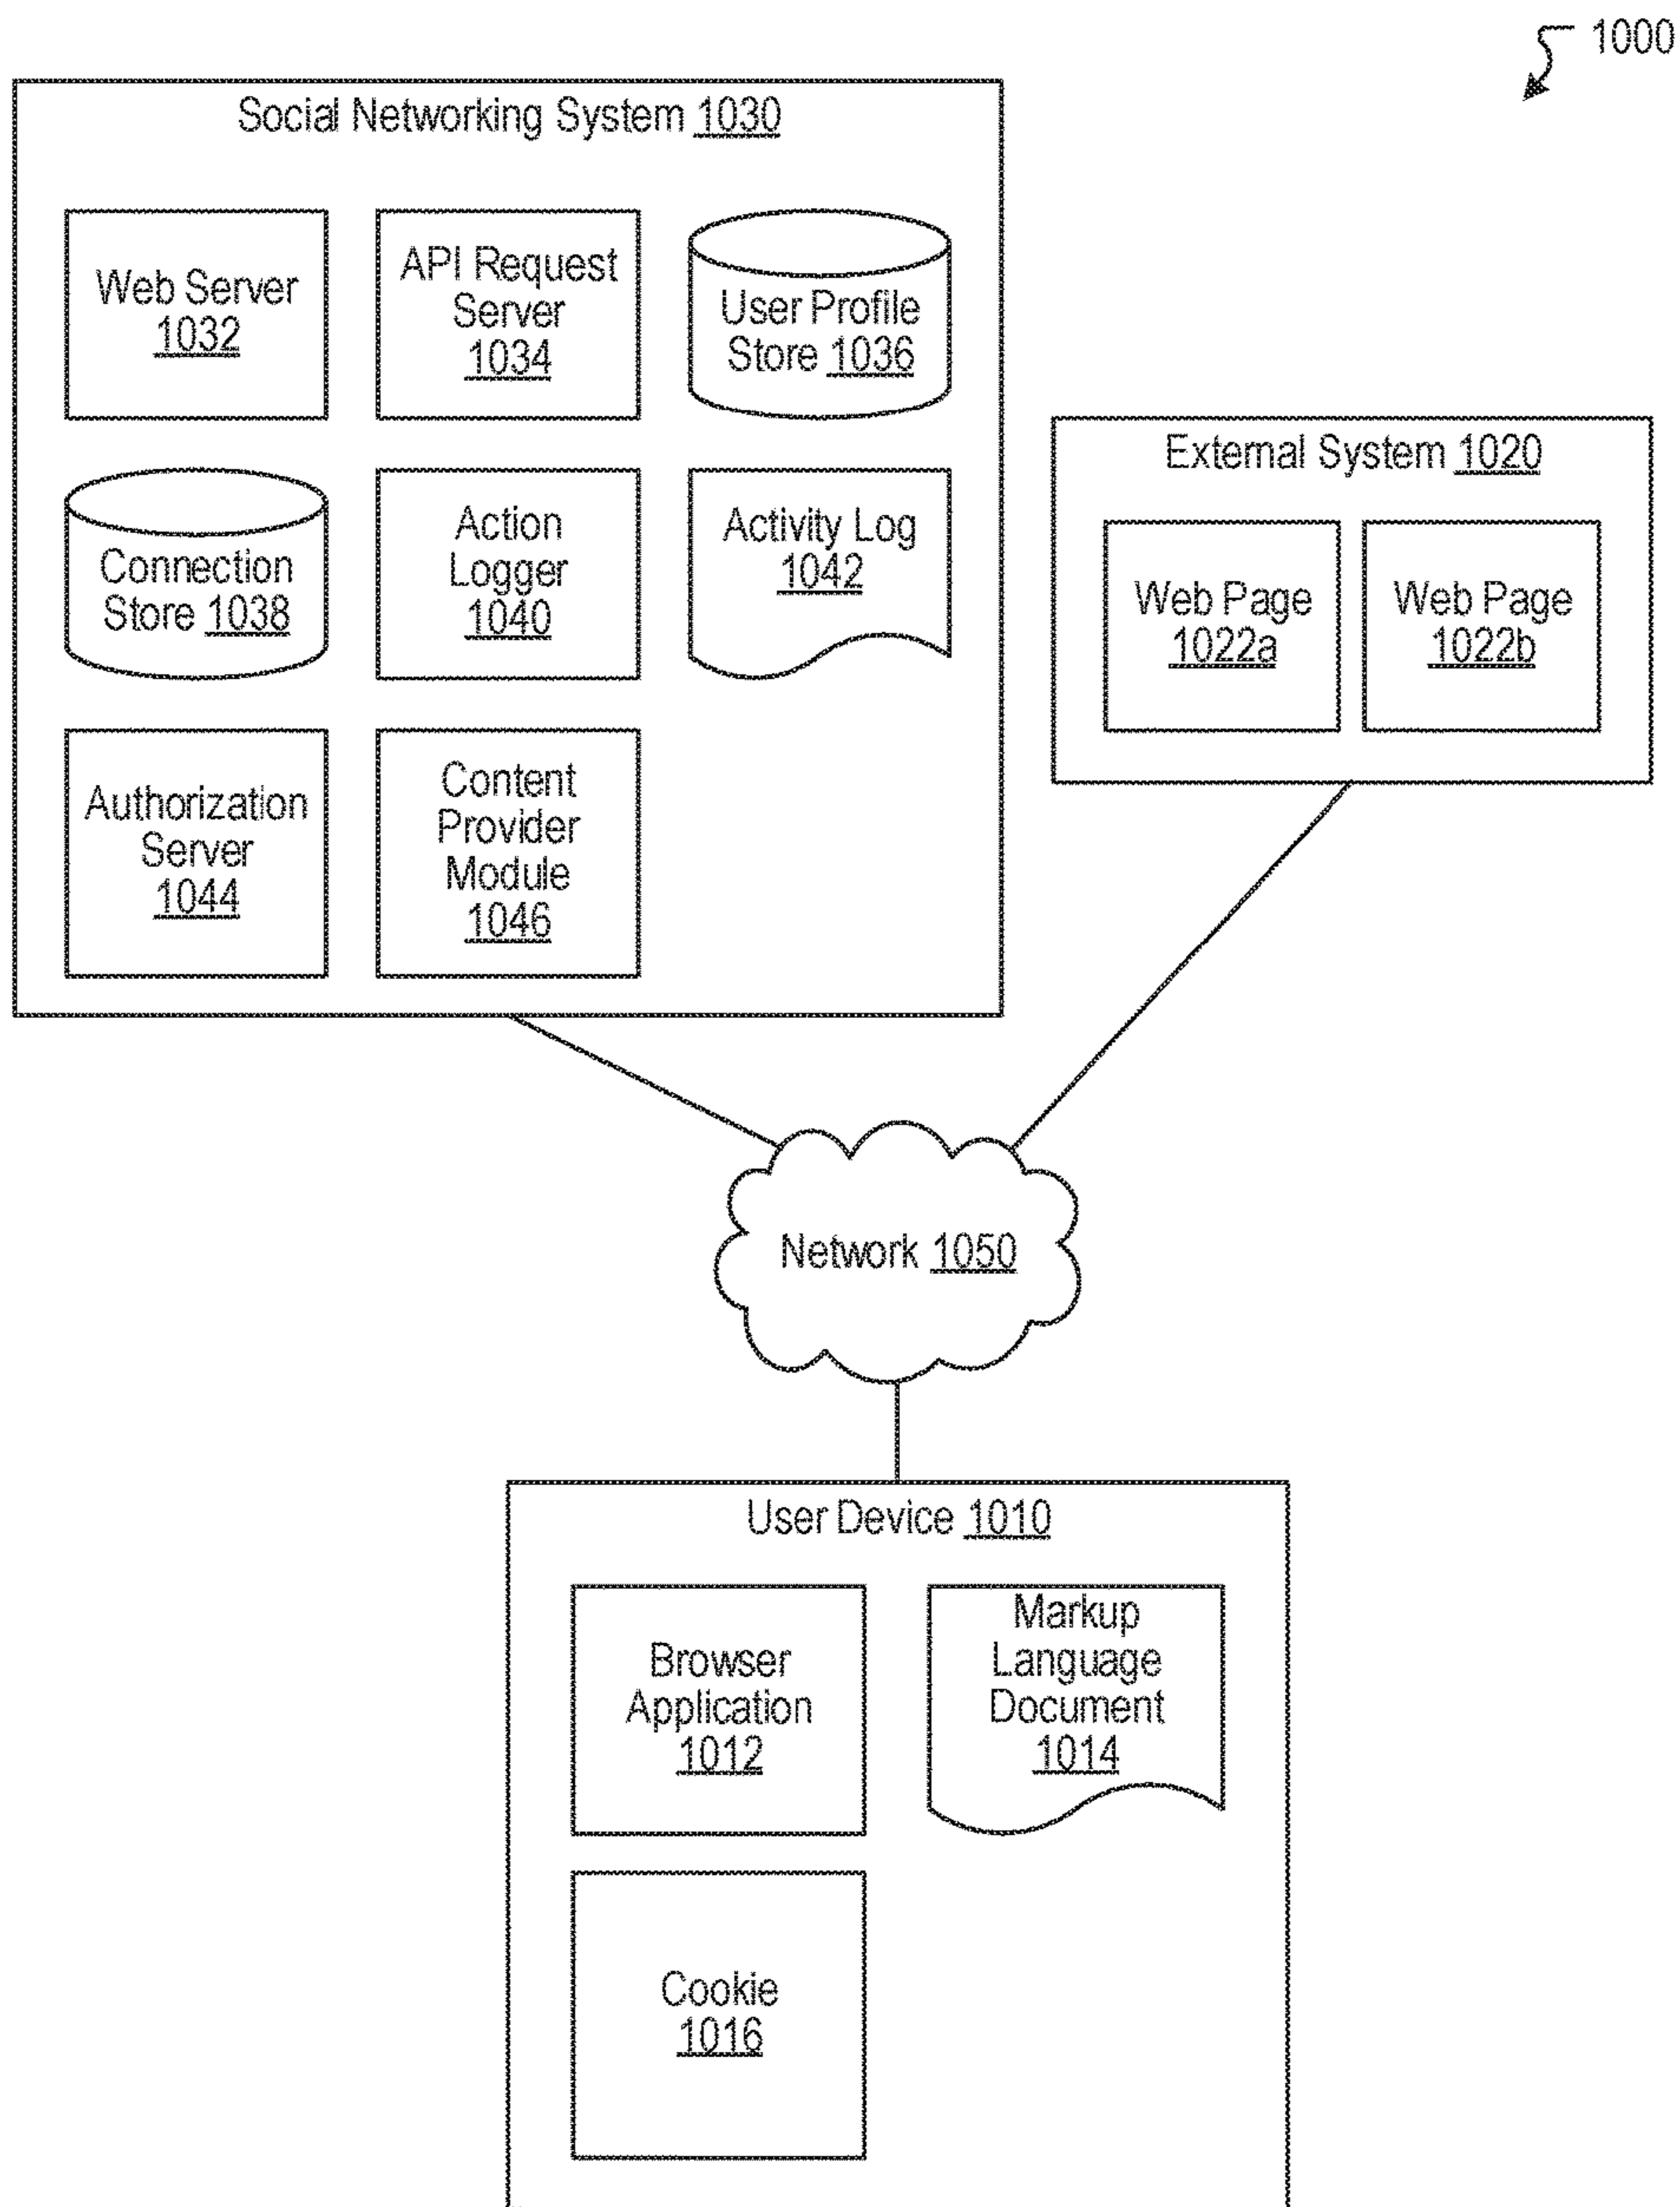 1000
Social Networking System 1030
Web Server
1032
API Request
Server
1034
User Profile
Store 1036
Connection
Store 1038
Action
Logger
1040
Activity Log
1042
Authorization
Server
1044
Content
Provider
Module
1046
External System 1020
Web Page
1022a
Web Page
1022b
Network 1050
User Device 1010
Browser
Application
1012
Markup
Language
Document
1014
Cookie
1016